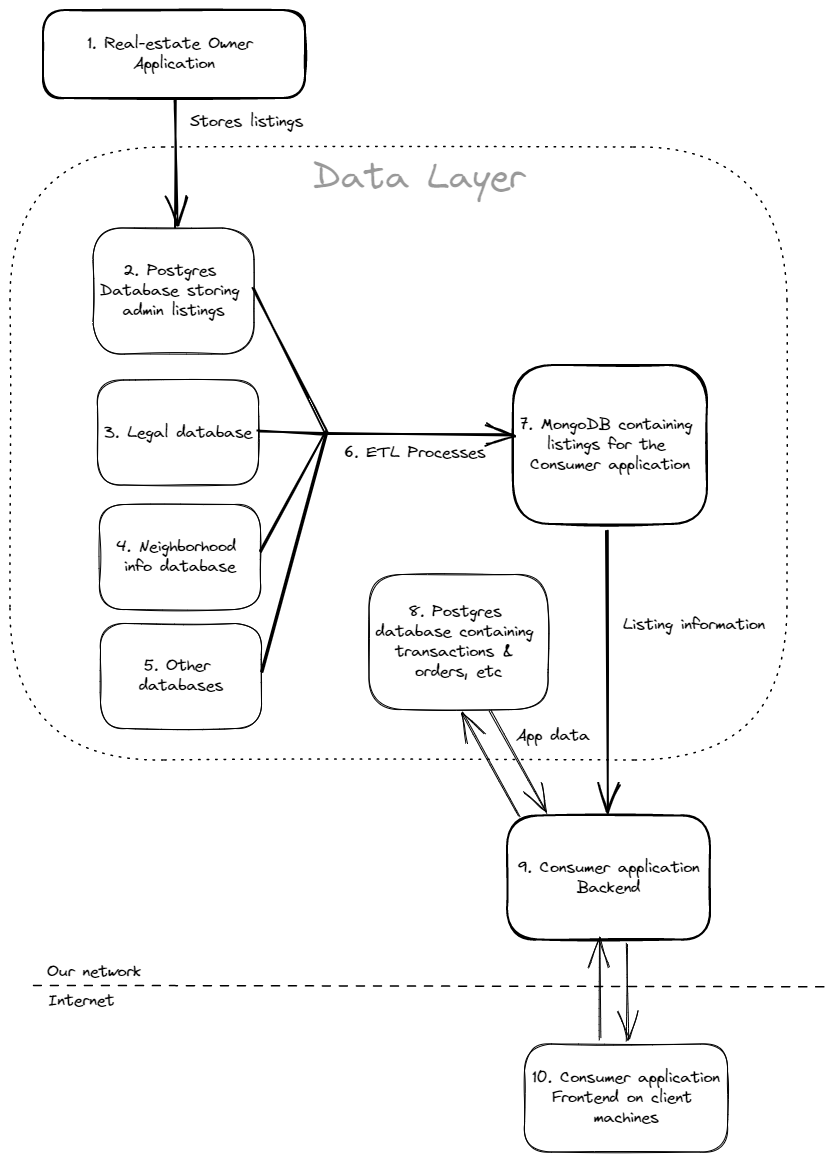 1. Real-estate Owner
Application
Stores listings
Data Layer
2. Postgres
Database storing
admin listings
3. Legal database
4. Neighborhood
info database
5. Other
databases
6. ETL Processes
7. MongoDB containing
listings for the
Consumer application
8. Postgres
database containing
transactions &
orders, etc
Listing information
App data
9. Consumer application
Backend
Our network
Internet
10. Consumer application
Frontend on client
machines